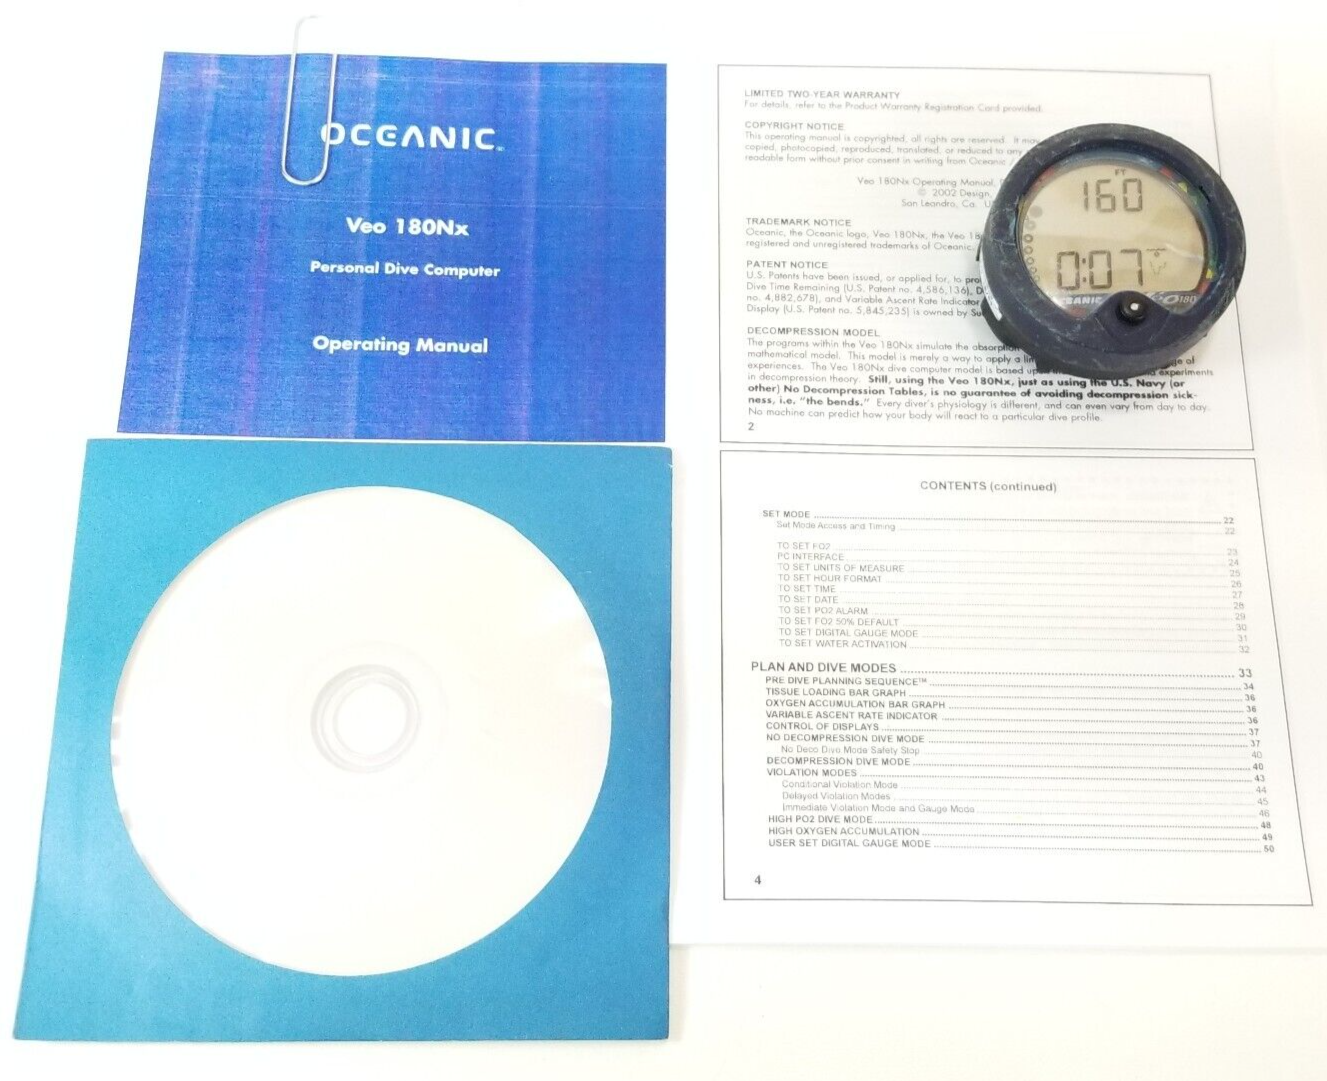 OCEANIC
Veo 180Nx
Personal Dive Computer
Operating Manual
LIMITED TWO-YEAR WARRANTY
For details, refer to the Product Warranty Registration Card provided.
COPYRIGHT NOTICE
This operating manual is copyrighted, all rights are reserved. It may
copied, photocopied, reproduced, translated, or reduced to any
readable form without prior consent in writing from Oceanic
Veo 180Nx Operating Manual,
© 2002 Design,
San Leandro, Ca.
TRADEMARK NOTICE
Oceanic, the Oceanic logo, Veo 180Nx, the Veo
registered and unregistered trademarks of Oceanic.
PATENT NOTICE
U.S. Patents have been issued, or applied for, to
Dive Time Remaining (U.S. Patent no. 4,586,136),
no. 4,882,678), and Variable Ascent Rate Indicator
Display (U.S. Patent no. 5,845,235) is owned by
DECOMPRESSION MODEL
The programs within the Veo 180Nx simulate the
mathematical model. This model is merely a way to apply a of
experiences. The Veo 180Nx dive computer model is based experiments
in decompression theory. Still, using the Veo 180Nx, just as using the U.S. Navy (or
other) No Decompression Tables, is no guarantee of avoiding decompression sick-
ness, i.e. "the bends." Every diver's physiology is different, and can even vary from day to day.
No machine can predict how your body will react to a particular dive profile.
2
FT
160
0:07
180
CONTENTS (continued)
SET MODE 22
Set Mode Access and Timing 22
TO SET FO2 23
PC INTERFACE 24
TO SET UNITS OF MEASURE 25
TO SET HOUR FORMAT 26
TO SET TIME 27
TO SET DATE 28
TO SET PO2 ALARM 29
TO SET FO2 50% DEFAULT 30
TO SET DIGITAL GAUGE MODE 31
TO SET WATER ACTIVATION 32
PLAN AND DIVE MODES 33
PRE DIVE PLANNING SEQUENCE™ 34
TISSUE LOADING BAR GRAPH 36
OXYGEN ACCUMULATION BAR GRAPH 36
VARIABLE ASCENT RATE INDICATOR 36
CONTROL OF DISPLAYS 37
NO DECOMPRESSION DIVE MODE 37
No Deco Dive Mode Safety Stop 40
DECOMPRESSION DIVE MODE 40
VIOLATION MODES 43
Conditional Violation Mode 44
Delayed Violation Modes 45
Immediate Violation Mode and Gauge Mode 46
HIGH PO2 DIVE MODE 48
HIGH OXYGEN ACCUMULATION 49
USER SET DIGITAL GAUGE MODE 50
4